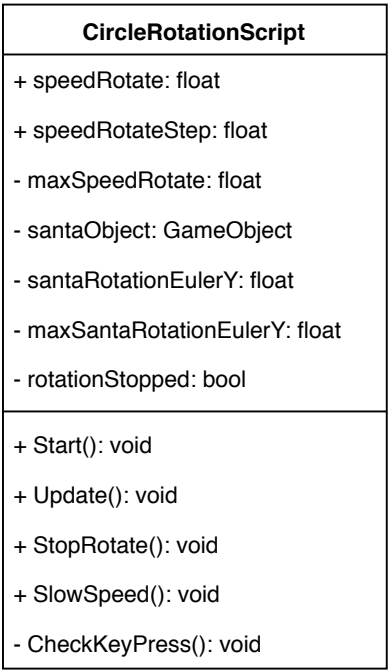 CircleRotationScript
+ speedRotate: float
+ speedRotateStep: float
- maxSpeedRotate: float
- santaObject: GameObject
- santaRotationEulerY: float
- maxSantaRotationEulerY: float
- rotationStopped: bool
+ Start(): void
+ Update(): void
+ StopRotate(): void
+ SlowSpeed(): void
- CheckKeyPress(): void